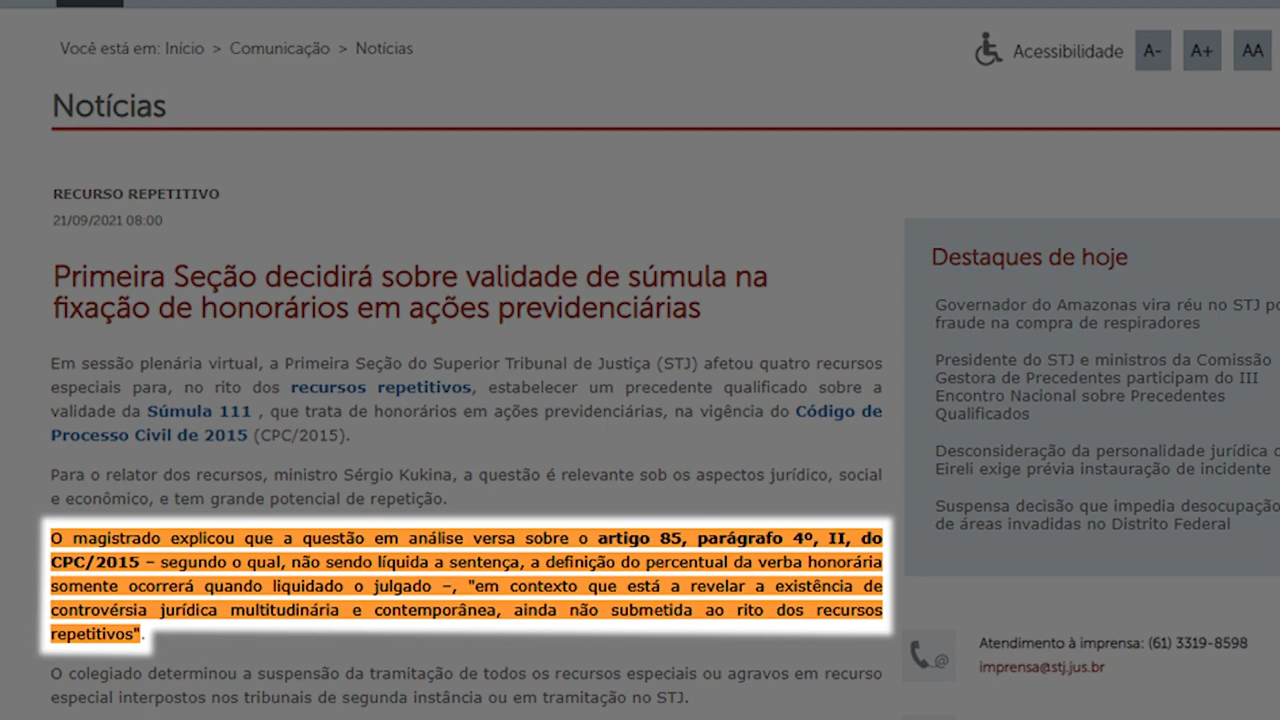 Você está em: Início > Comunicação > Notícias
Acessibilidade A- A+ AA
Notícias
RECURSO REPETITIVO
21/09/2021 08:00
Primeira Seção decidirá sobre validade de súmula na
fixação de honorários em ações previdenciárias
Em sessão plenária virtual, a Primeira Seção do Superior Tribunal de Justiça (STJ) afetou quatro recursos
especiais para, no rito dos recursos repetitivos, estabelecer um precedente qualificado sobre a
validade da Súmula 111 , que trata de honorários em ações previdenciárias, na vigência do Código de
Processo Civil de 2015 (CPC/2015).
Para o relator dos recursos, ministro Sérgio Kukina, a questão é relevante sob os aspectos jurídico, social
e econômico, e tem grande potencial de repetição.
O magistrado explicou que a questão em análise versa sobre o artigo 85, parágrafo 4º, II, do
CPC/2015 – segundo o qual, não sendo líquida a sentença, a definição do percentual da verba honorária
somente ocorrerá quando liquidado o julgado –, "em contexto que está a revelar a existência de
controvérsia jurídica multitudinária e contemporânea, ainda não submetida ao rito dos recursos
repetitivos".
O colegiado determinou a suspensão da tramitação de todos os recursos especiais ou agravos em recurso
especial interpostos nos tribunais de segunda instância ou em tramitação no STJ.
Destaques de hoje
Governador do Amazonas vira réu no STJ po
fraude na compra de respiradores
Presidente do STJ e ministros da Comissão
Gestora de Precedentes participam do III
Encontro Nacional sobre Precedentes
Qualificados
Desconsideração da personalidade jurídica d
Eireli exige prévia instauração de incidente
Suspensa decisão que impedia desocupação
de áreas invadidas no Distrito Federal
Atendimento à imprensa: (61) 3319-8598
imprensa@stj.jus.br